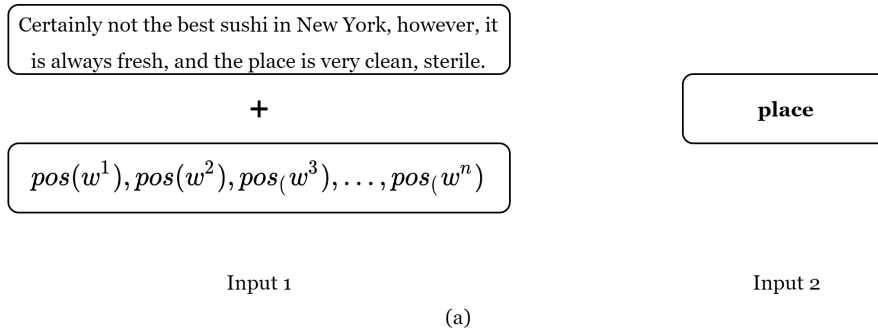 Certainly not the best sushi in New York, however, it
is always fresh, and the place is very clean, sterile.
+
place
pos(w^1), pos(w^2), pos_(w^3), . . . , pos_(w^n)
Input 1
Input 2
(a)